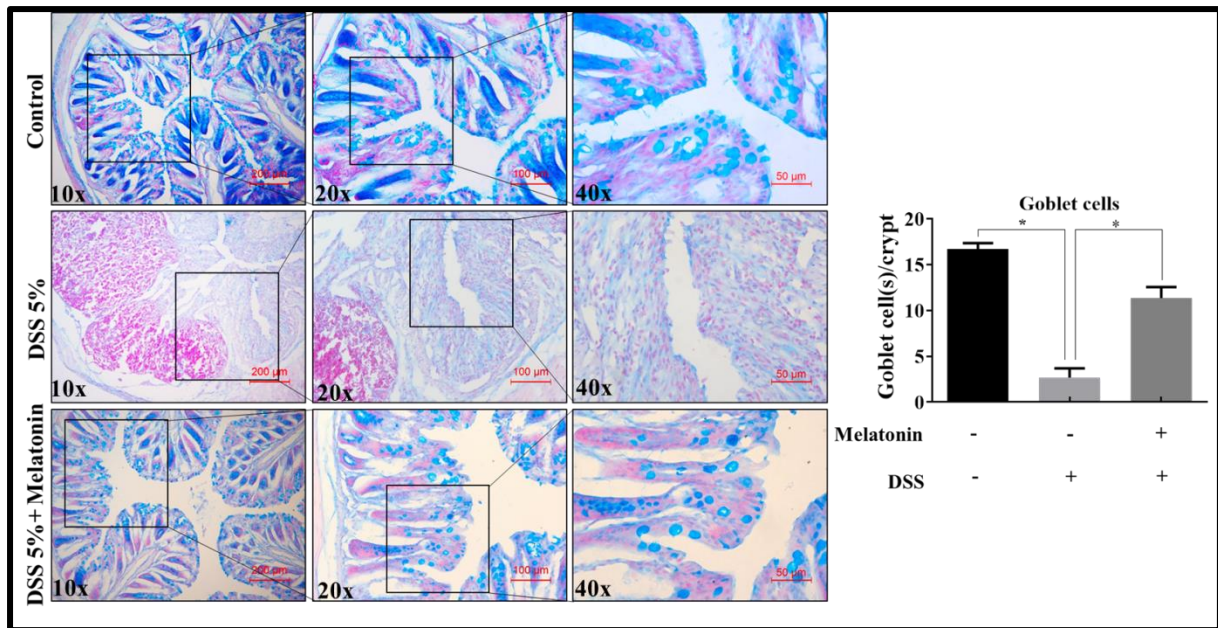 Control
10x
200 µm
20x
100 µm
40x
50 µm
DSS 5%
10x
200 µm
20x
100 µm
40x
50 µm
DSS 5%+ Melatonin
10x
200 µm
20x
100 µm
40x
50 µm
Goblet cells
Goblet cell(s)/crypt
20
15
10
5
0
* *
Melatonin - - +
DSS - + +